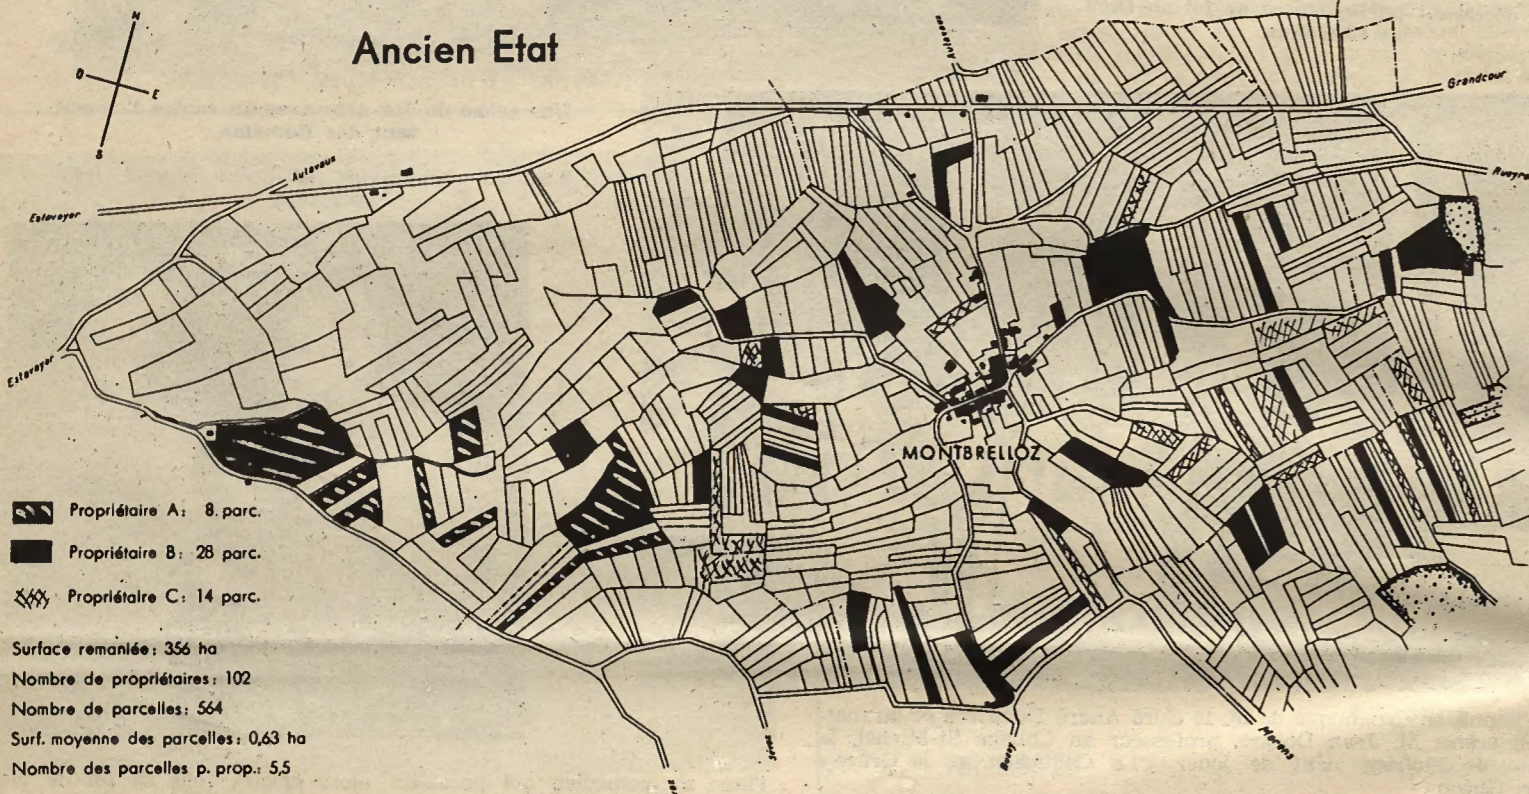 Ancien Etat
N
O
E
S
Autavaux
Grandcour
Estavayer
Autavaux
Estavayer
MONTBRELLOZ
Propriétaire A: 8. parc.
Propriétaire B: 28 parc.
Propriétaire C: 14 parc.
Surface remaniée: 356 ha
Nombre de propriétaires: 102
Nombre de parcelles: 564
Surf. moyenne des parcelles: 0,63 ha
Nombre des parcelles p. prop.: 5,5
Bussy
Morens